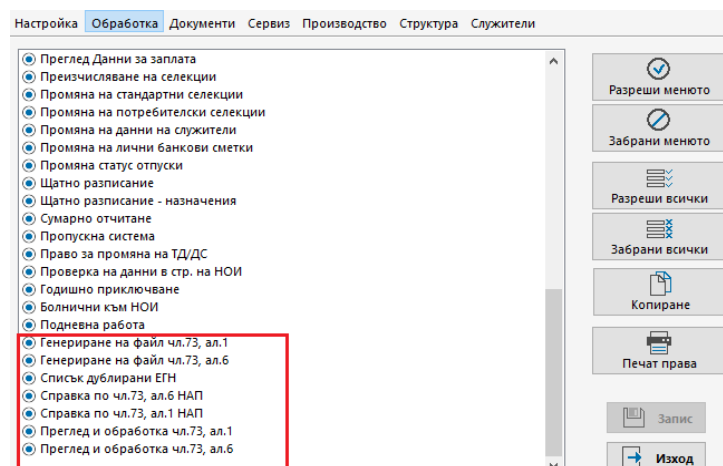 Настройка Обработка Документи Сервиз Производство Структура Служители
Преглед Данни за заплата
Преизчисляване на селекции
Промяна на стандартни селекции
Промяна на потребителски селекции
Промяна на данни на служители
Промяна на лични банкови сметки
Промяна статус отпуски
Щатно разписание
Щатно разписание - назначения
Сумарно отчитане
Пропускна система
Право за промяна на ТД/ДС
Проверка на данни в стр. на НОИ
Годишно приключване
Болнични към НОИ
Подневна работа
Генериране на файл чл.73, ал.1
Генериране на файл чл.73, ал.6
Списък дублирани ЕГН
Справка по чл.73, ал.6 НАП
Справка по чл.73, ал.1 НАП
Преглед и обработка чл.73, ал.1
Преглед и обработка чл.73, ал.6
Разреши менюто
Забрани менюто
Разреши всички
Забрани всички
Копиране
Печат права
Запис
Изход